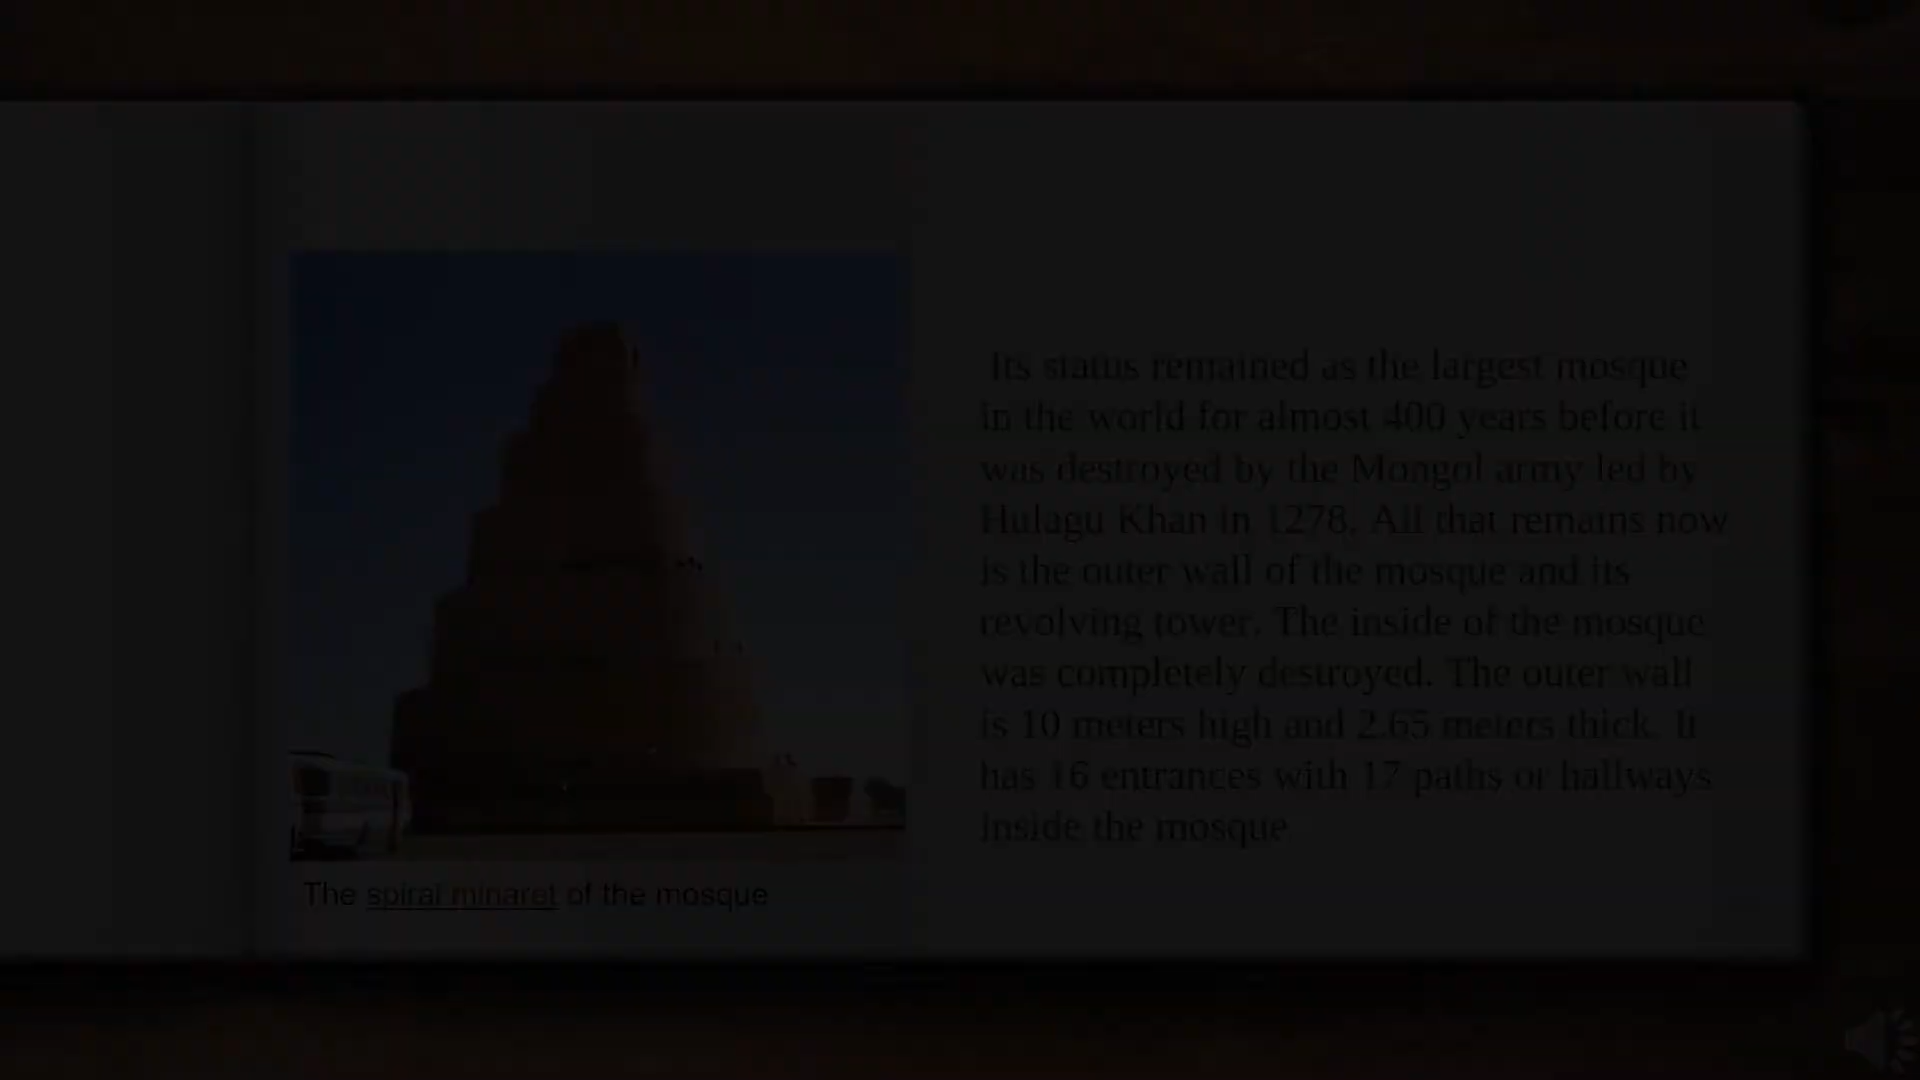 Its status remained as the largest mosque
in the world for almost 400 years before it
was destroyed by the Mongol army led by
Hulagu Khan in 1278. All that remains now
is the outer wall of the mosque and its
revolving tower. The inside of the mosque
was completely destroyed. The outer wall
is 10 meters high and 2.65 meters thick. It
has 16 entrances with 17 paths or hallways
inside the mosque
The spiral minaret of the mosque